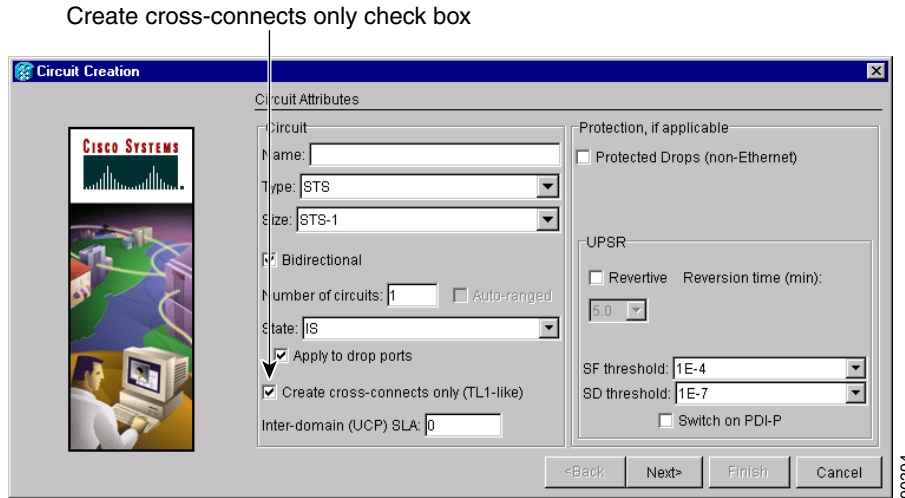 Create cross-connects only check box
Circuit Creation
Circuit Attributes
CISCO SYSTEMS
Circuit
Name:
Type: STS
Size: STS-1
Bidirectional
Number of circuits: 1 Auto-ranged
State: IS
Apply to drop ports
Create cross-connects only (TL1-like)
Inter-domain (UCP) SLA: 0
Protection, if applicable
Protected Drops (non-Ethernet)
UPSR
Revertive Reversion time (min):
5.0
SF threshold: 1E-4
SD threshold: 1E-7
Switch on PDI-P
<Back Next> Finish Cancel